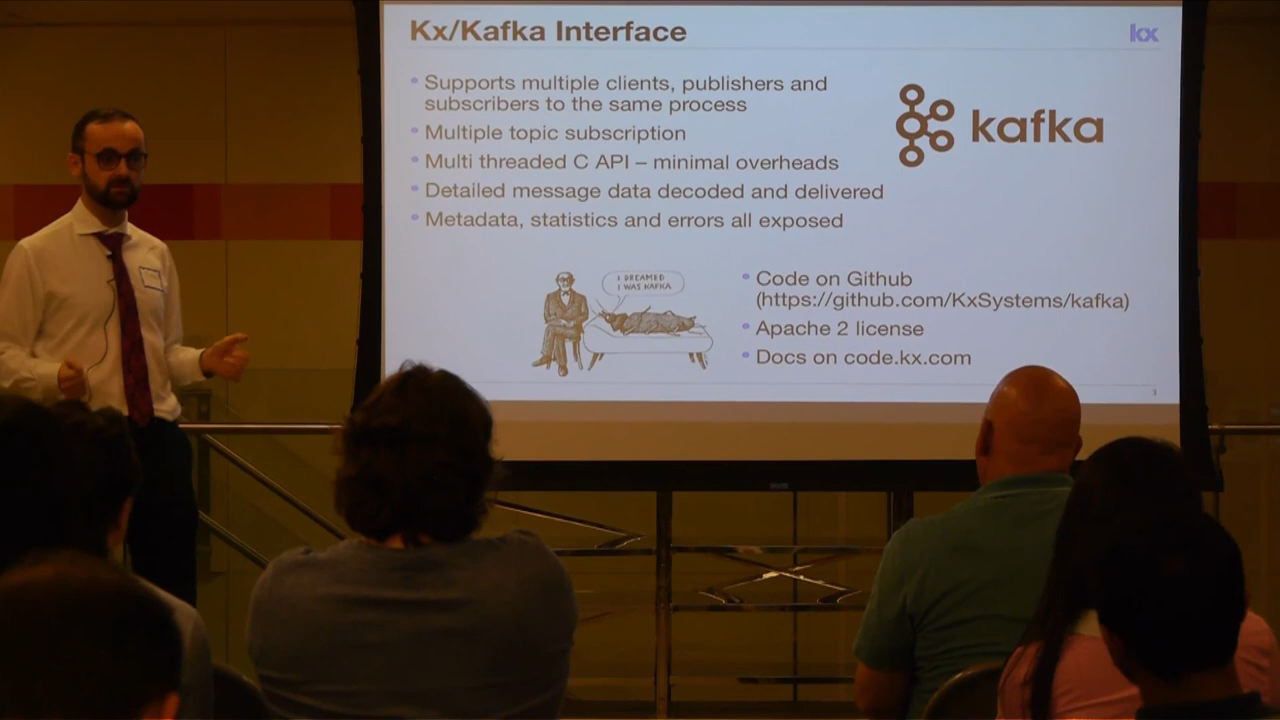 Kx/Kafka Interface
kx
Supports multiple clients, publishers and
subscribers to the same process
Multiple topic subscription
Multi threaded C API – minimal overheads
Detailed message data decoded and delivered
Metadata, statistics and errors all exposed
kafka
I DREAMED
I WAS KAFKA
Code on Github
(https://github.com/KxSystems/kafka)
Apache 2 license
Docs on code.kx.com
3